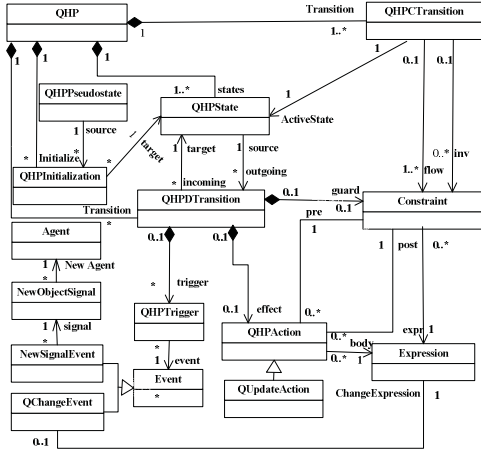 QHP
1
Transition
1..*
QHPCTransition
1
1
1
1
0..1
0..1
QHPPseudostate
1..*
states
QHPState
1
ActiveState
1
source
*
*
Initialize
QHPInitialization
*
1
target
1
target
source
*
incoming
*
outgoing
0..*
inv
1..*
flow
Transition
*
QHPDTransition
0..1
guard
0..1
Constraint
Agent
0..1
0..1
pre
1
1
post
0..*
1
New Agent
*
NewObjectSignal
*
trigger
0..1
effect
0..*
1
signal
*
QHPTrigger
*
QHPAction
0..*
body
0..*
1
expr
1
Expression
NewSignalEvent
1
event
Event
*
QChangeEvent
QUpdateAction
ChangeExpression
1
0..1